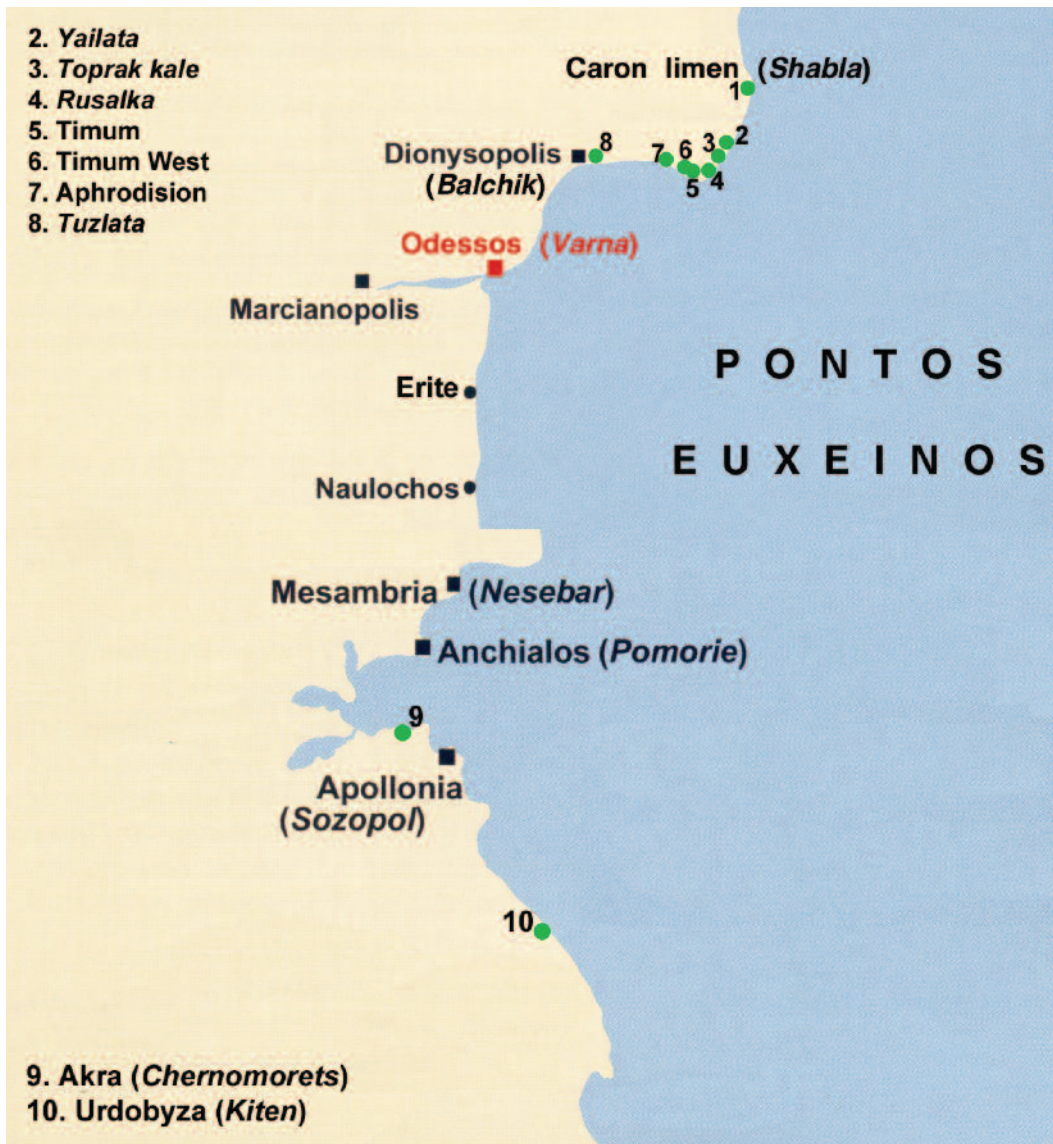 2. Yailata
3. Toprak kale
4. Rusalka
5. Timum
6. Timum West
7. Aphrodision
8. Tuzlata
Caron limen (Shabla)
1
2
3
4
5
6
7
8
Dionysopolis
(Balchik)
Odessos (Varna)
Marcianopolis
Erite
PONTOS
EUXEINOS
Naulochos
Mesambria (Nesebar)
Anchialos (Pomorie)
9
Apollonia
(Sozopol)
10
9. Akra (Chernomorets)
10. Urdobyza (Kiten)